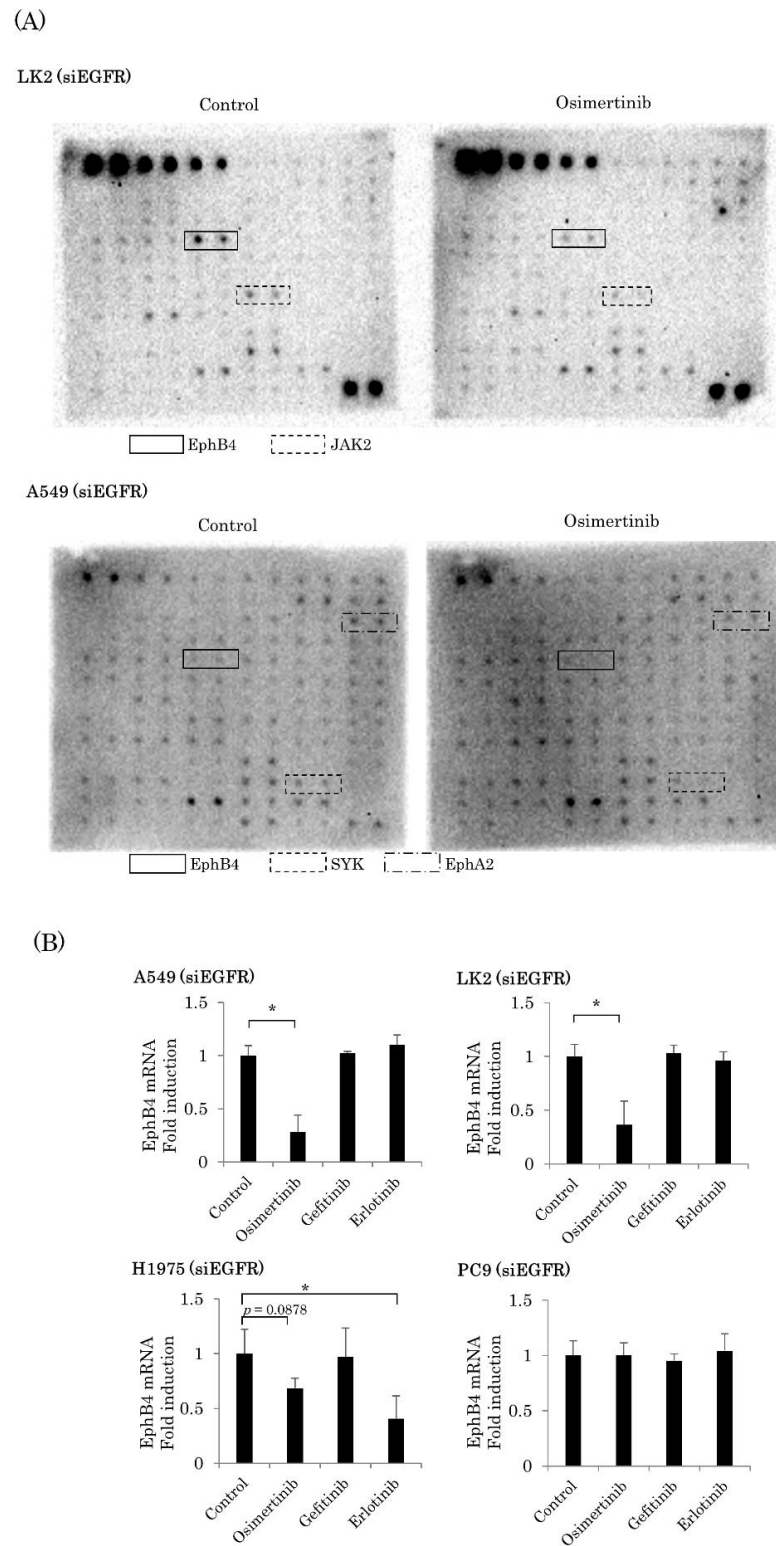 (A)
LK2 (siEGFR)
Control Osimertinib
EphB4 JAK2
A549 (siEGFR)
Control Osimertinib
EphB4 SYK EphA2
(B)
A549 (siEGFR)
EphB4 mRNA
Fold induction
1.5
1
0.5
0
*
Control
Osimertinib
Gefitinib
Erlotinib
LK2 (siEGFR)
EphB4 mRNA
Fold induction
1.5
1
0.5
0
*
Control
Osimertinib
Gefitinib
Erlotinib
H1975 (siEGFR)
EphB4 mRNA
Fold induction
1.5
1
0.5
0
*
p = 0.0878
Control
Osimertinib
Gefitinib
Erlotinib
PC9 (siEGFR)
EphB4 mRNA
Fold induction
1.5
1
0.5
0
Control
Osimertinib
Gefitinib
Erlotinib